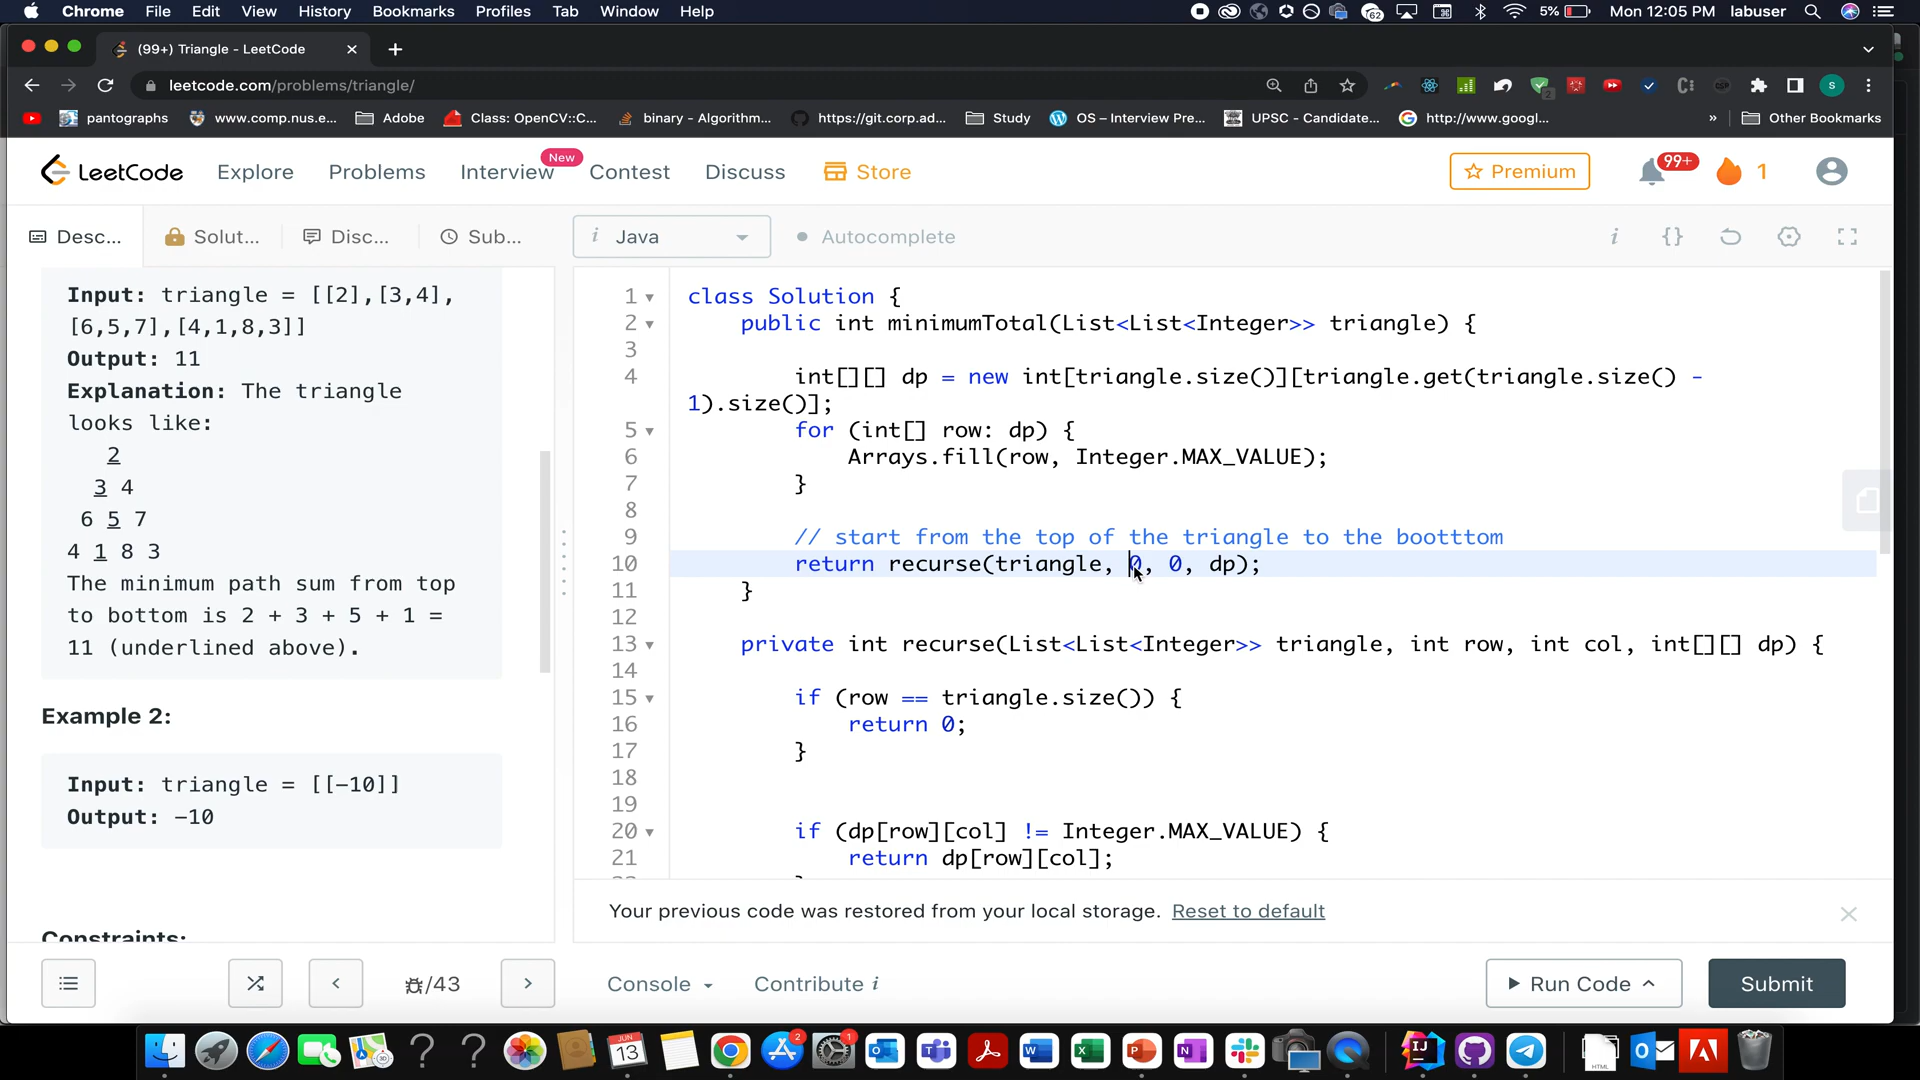 Chrome File Edit View History Bookmarks Profiles Tab Window Help 62 5% Mon 12:05 PM labuser
(99+) Triangle - LeetCode
leetcode.com/problems/triangle/ 2 S
pantographs www.comp.nus.e... Adobe Class: OpenCV::C... binary - Algorithm... https://git.corp.ad... Study OS – Interview Pre... UPSC - Candidate... http://www.googl... » Other Bookmarks
LeetCode Explore Problems Interview New Contest Discuss Store Premium 99+ 1
Desc... Solut... Disc... Sub... i Java Autocomplete i {}
Input: triangle = [[2],[3,4],
[6,5,7],[4,1,8,3]]
Output: 11
Explanation: The triangle
looks like:
2
3 4
6 5 7
4 1 8 3
The minimum path sum from top
to bottom is 2 + 3 + 5 + 1 =
11 (underlined above).
Example 2:
Input: triangle = [[-10]]
Output: -10
Constraints:
1 class Solution {
2 public int minimumTotal(List<List<Integer>> triangle) {
3
4 int[][] dp = new int[triangle.size()][triangle.get(triangle.size() -
1).size()];
5 for (int[] row: dp) {
6 Arrays.fill(row, Integer.MAX_VALUE);
7 }
8
9 // start from the top of the triangle to the bootttom
10 return recurse(triangle, 0, 0, dp);
11 }
12
13 private int recurse(List<List<Integer>> triangle, int row, int col, int[][] dp) {
14
15 if (row == triangle.size()) {
16 return 0;
17 }
18
19
20 if (dp[row][col] != Integer.MAX_VALUE) {
21 return dp[row][col];
Your previous code was restored from your local storage. Reset to default
/43 Console Contribute i Run Code Submit
JUN 13 2 1